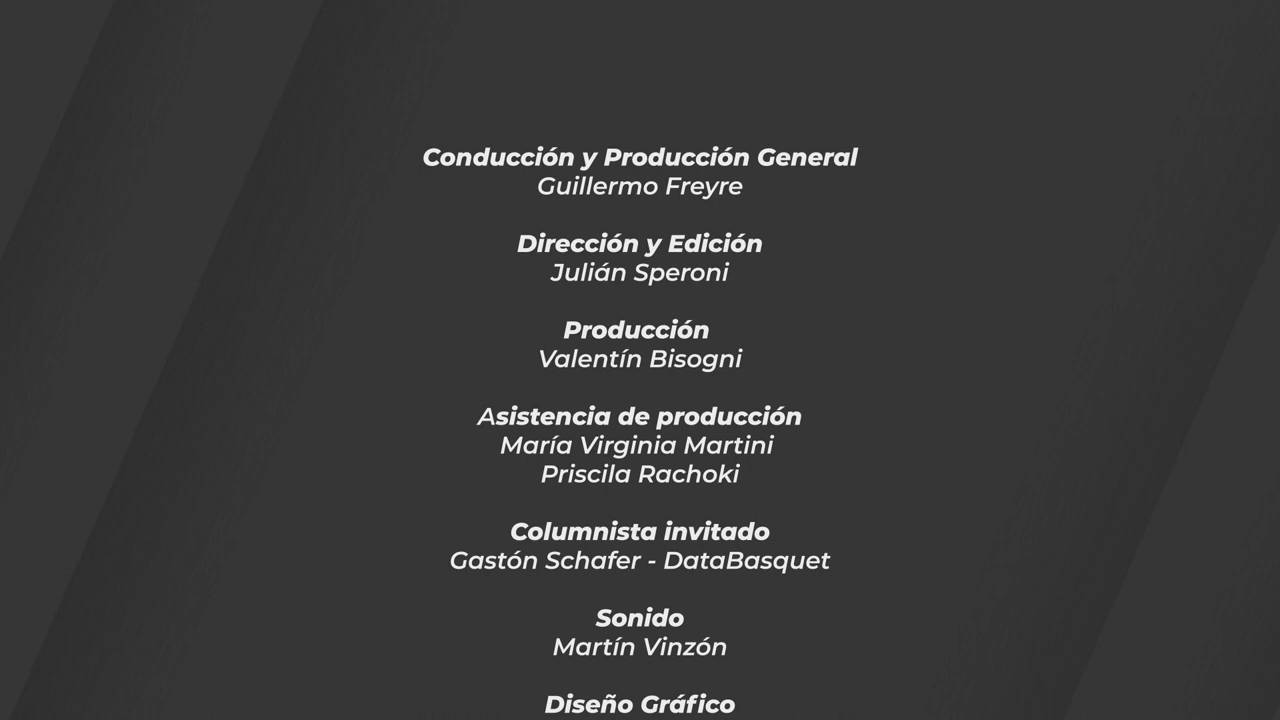 Conducción y Producción General
Guillermo Freyre
Dirección y Edición
Julián Speroni
Producción
Valentín Bisogni
Asistencia de producción
María Virginia Martini
Priscila Rachoki
Columnista invitado
Gastón Schafer - DataBasquet
Sonido
Martín Vinzón
Diseño Gráfico